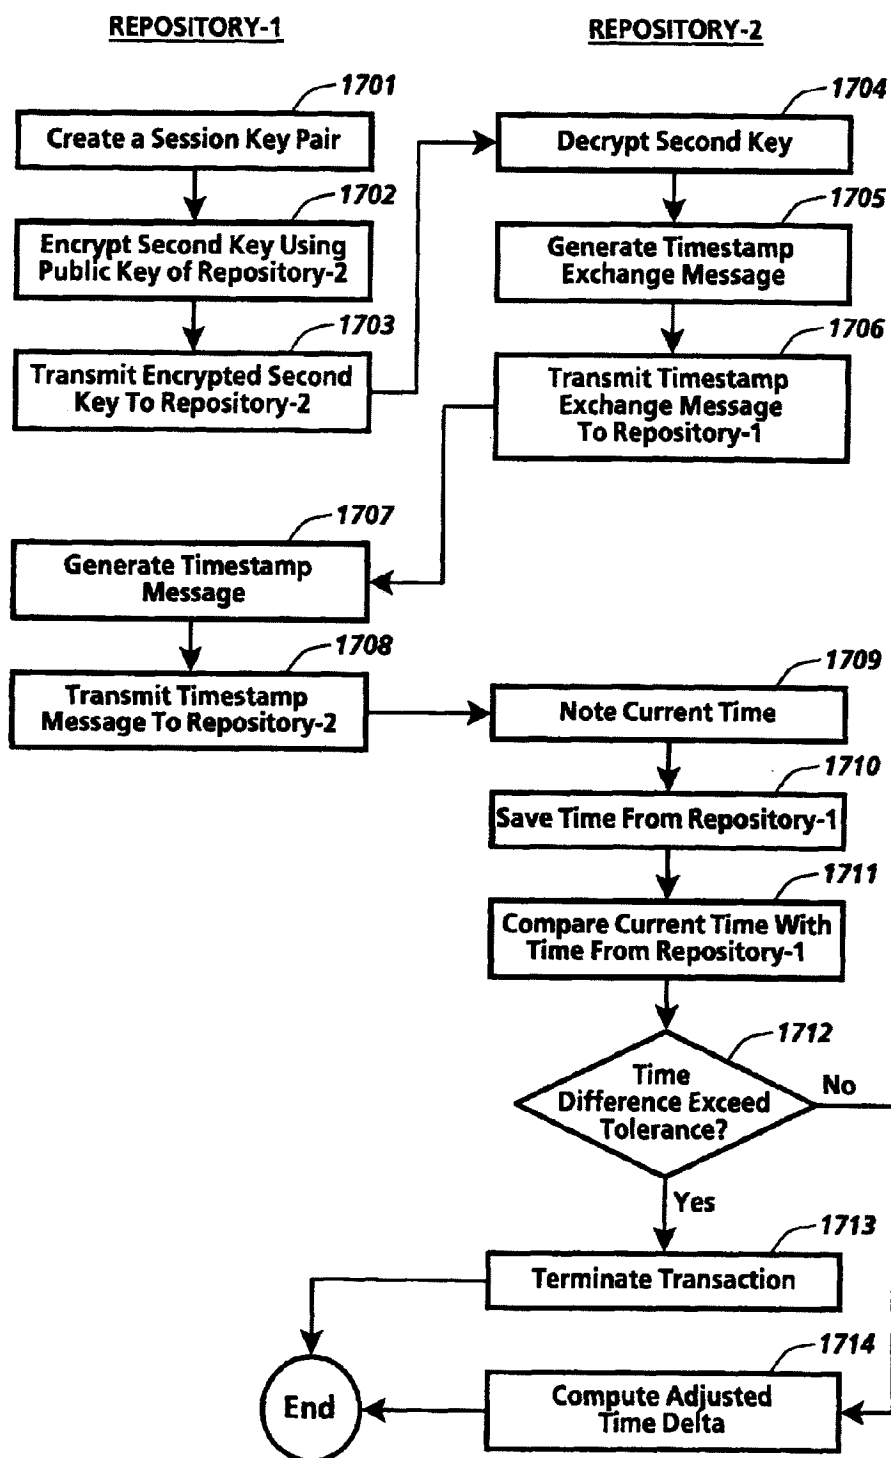 REPOSITORY-1
REPOSITORY-2
1701
Create a Session Key Pair
1702
Encrypt Second Key Using
Public Key of Repository-2
1703
Transmit Encrypted Second
Key To Repository-2
1704
Decrypt Second Key
1705
Generate Timestamp
Exchange Message
1706
Transmit Timestamp
Exchange Message
To Repository-1
1707
Generate Timestamp
Message
1708
Transmit Timestamp
Message To Repository-2
1709
Note Current Time
1710
Save Time From Repository-1
1711
Compare Current Time With
Time From Repository-1
1712
Time
Difference Exceed
Tolerance?
No
Yes
1713
Terminate Transaction
1714
Compute Adjusted
Time Delta
End